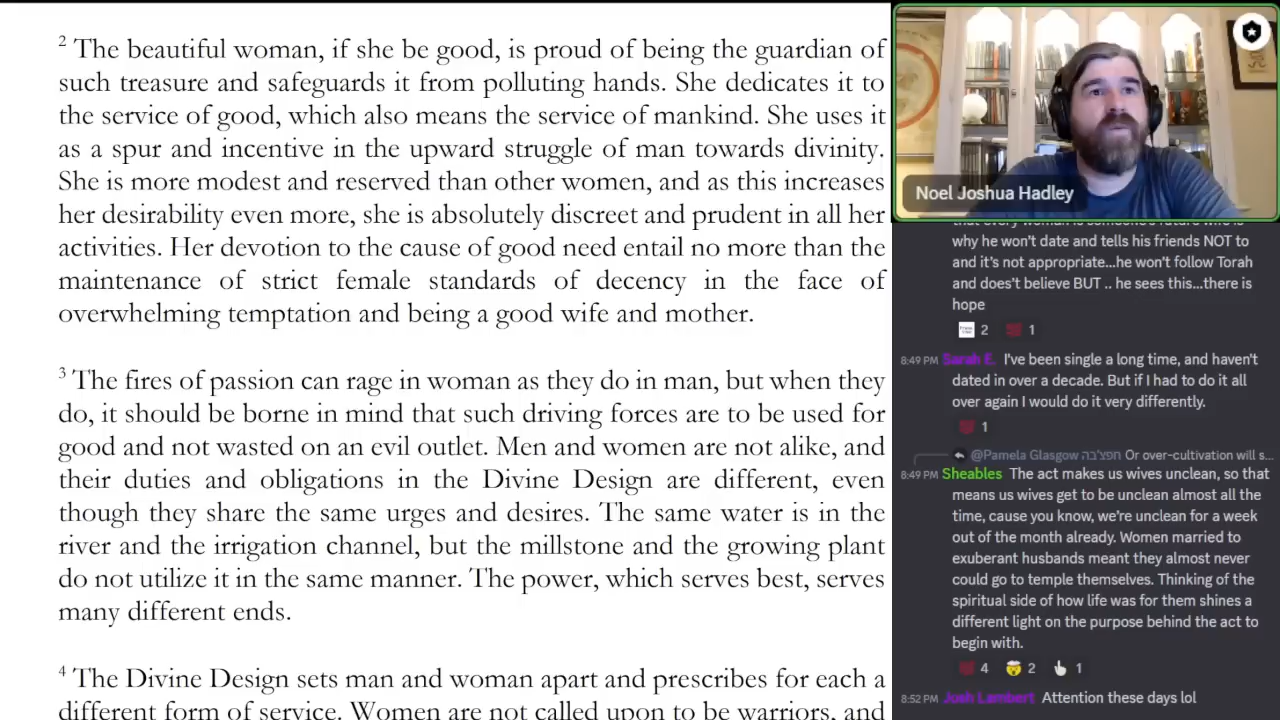 2 The beautiful woman, if she be good, is proud of being the guardian of
such treasure and safeguards it from polluting hands. She dedicates it to
the service of good, which also means the service of mankind. She uses it
as a spur and incentive in the upward struggle of man towards divinity.
She is more modest and reserved than other women, and as this increases
her desirability even more, she is absolutely discreet and prudent in all her
activities. Her devotion to the cause of good need entail no more than the
maintenance of strict female standards of decency in the face of
overwhelming temptation and being a good wife and mother.
3 The fires of passion can rage in woman as they do in man, but when they
do, it should be borne in mind that such driving forces are to be used for
good and not wasted on an evil outlet. Men and women are not alike, and
their duties and obligations in the Divine Design are different, even
though they share the same urges and desires. The same water is in the
river and the irrigation channel, but the millstone and the growing plant
do not utilize it in the same manner. The power, which serves best, serves
many different ends.
4 The Divine Design sets man and woman apart and prescribes for each a
different form of service. Women are not called upon to be warriors, and
Noel Joshua Hadley
that every woman is someone's future wife is
why he won't date and tells his friends NOT to
and it's not appropriate...he won't follow Torah
and does't believe BUT .. he sees this...there is
hope
2 1
8:49 PM Sarah E. I've been single a long time, and haven't
dated in over a decade. But if I had to do it all
over again I would do it very differently.
1
@Pamela Glasgow חפצ'בה Or over-cultivation will s...
8:49 PM Sheables The act makes us wives unclean, so that
means us wives get to be unclean almost all the
time, cause you know, we're unclean for a week
out of the month already. Women married to
exuberant husbands meant they almost never
could go to temple themselves. Thinking of the
spiritual side of how life was for them shines a
different light on the purpose behind the act to
begin with.
4 2 1
8:52 PM Josh Lambert Attention these days lol